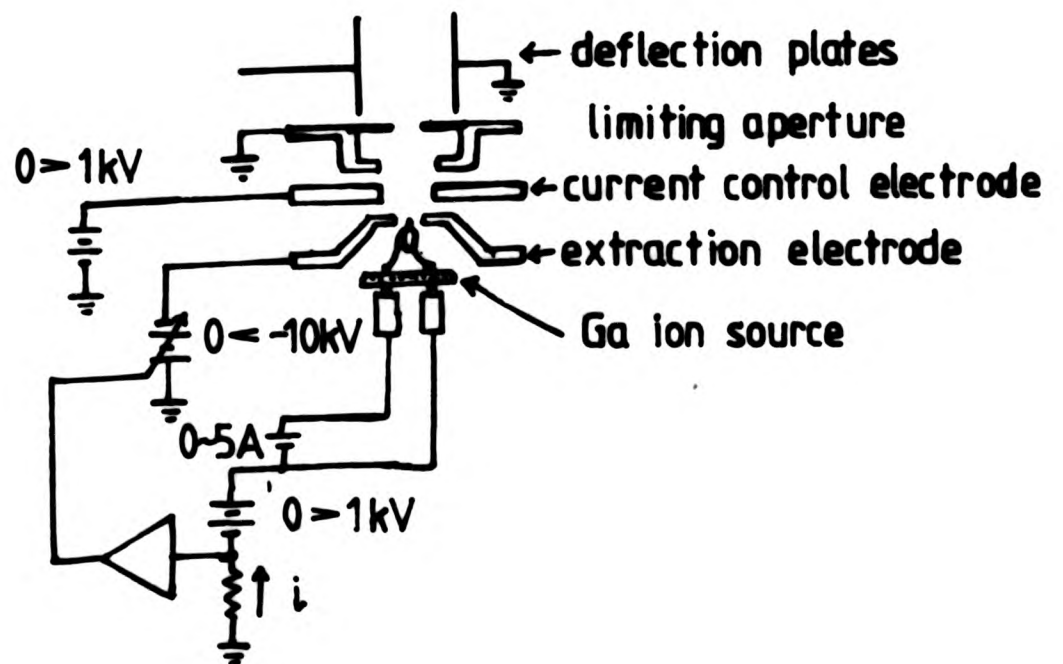 deflection plates
limiting aperture
0>1kV
current control electrode
extraction electrode
0<-10kV
Ga ion source
0~5A
0>1kV
i